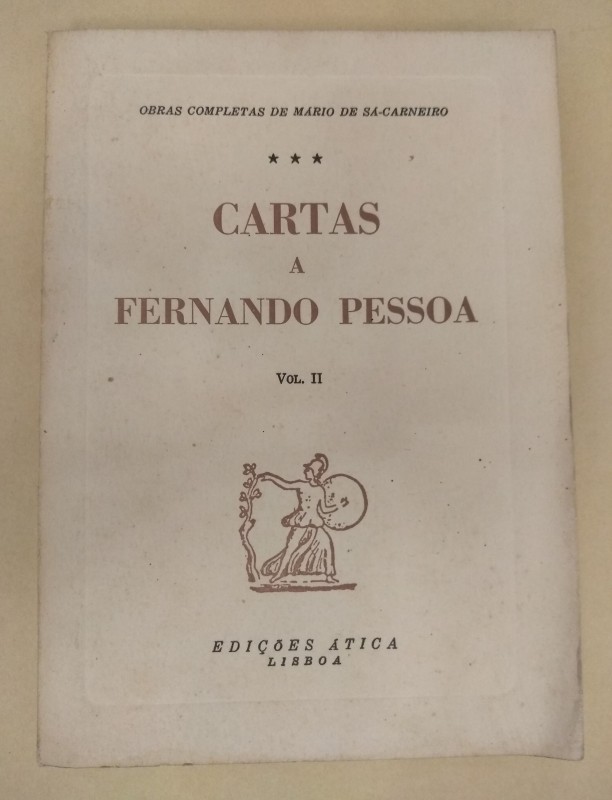 OBRAS COMPLETAS DE MÁRIO DE SÁ-CARNEIRO
★ ★ ★
CARTAS
A
FERNANDO PESSOA
VOL. II
EDIÇÕES ÁTICA
LISBOA